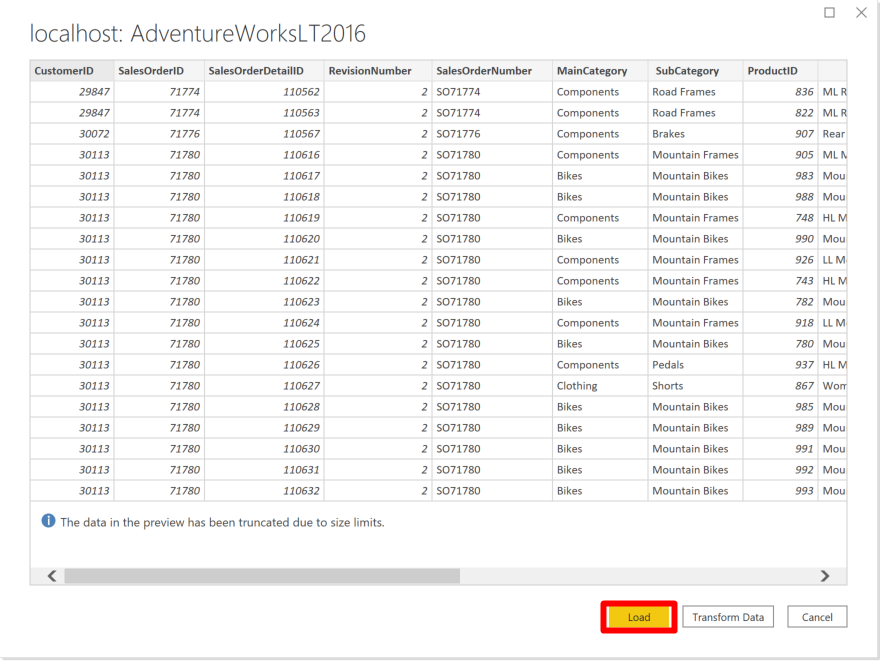 localhost: AdventureWorksLT2016
CustomerID SalesOrderID SalesOrderDetailID RevisionNumber SalesOrderNumber MainCategory SubCategory ProductID
29847 71774 110562 2 SO71774 Components Road Frames 836 ML R
29847 71774 110563 2 SO71774 Components Road Frames 822 ML R
30072 71776 110567 2 SO71776 Components Brakes 907 Rear
30113 71780 110616 2 SO71780 Components Mountain Frames 905 ML M
30113 71780 110617 2 SO71780 Bikes Mountain Bikes 983 Mou
30113 71780 110618 2 SO71780 Bikes Mountain Bikes 988 Mou
30113 71780 110619 2 SO71780 Components Mountain Frames 748 HL M
30113 71780 110620 2 SO71780 Bikes Mountain Bikes 990 Mou
30113 71780 110621 2 SO71780 Components Mountain Frames 926 LL M
30113 71780 110622 2 SO71780 Components Mountain Frames 743 HL M
30113 71780 110623 2 SO71780 Bikes Mountain Bikes 782 Mou
30113 71780 110624 2 SO71780 Components Mountain Frames 918 LL M
30113 71780 110625 2 SO71780 Bikes Mountain Bikes 780 Mou
30113 71780 110626 2 SO71780 Components Pedals 937 HL M
30113 71780 110627 2 SO71780 Clothing Shorts 867 Wom
30113 71780 110628 2 SO71780 Bikes Mountain Bikes 985 Mou
30113 71780 110629 2 SO71780 Bikes Mountain Bikes 989 Mou
30113 71780 110630 2 SO71780 Bikes Mountain Bikes 991 Mou
30113 71780 110631 2 SO71780 Bikes Mountain Bikes 992 Mou
30113 71780 110632 2 SO71780 Bikes Mountain Bikes 993 Mou
The data in the preview has been truncated due to size limits.
Load Transform Data Cancel